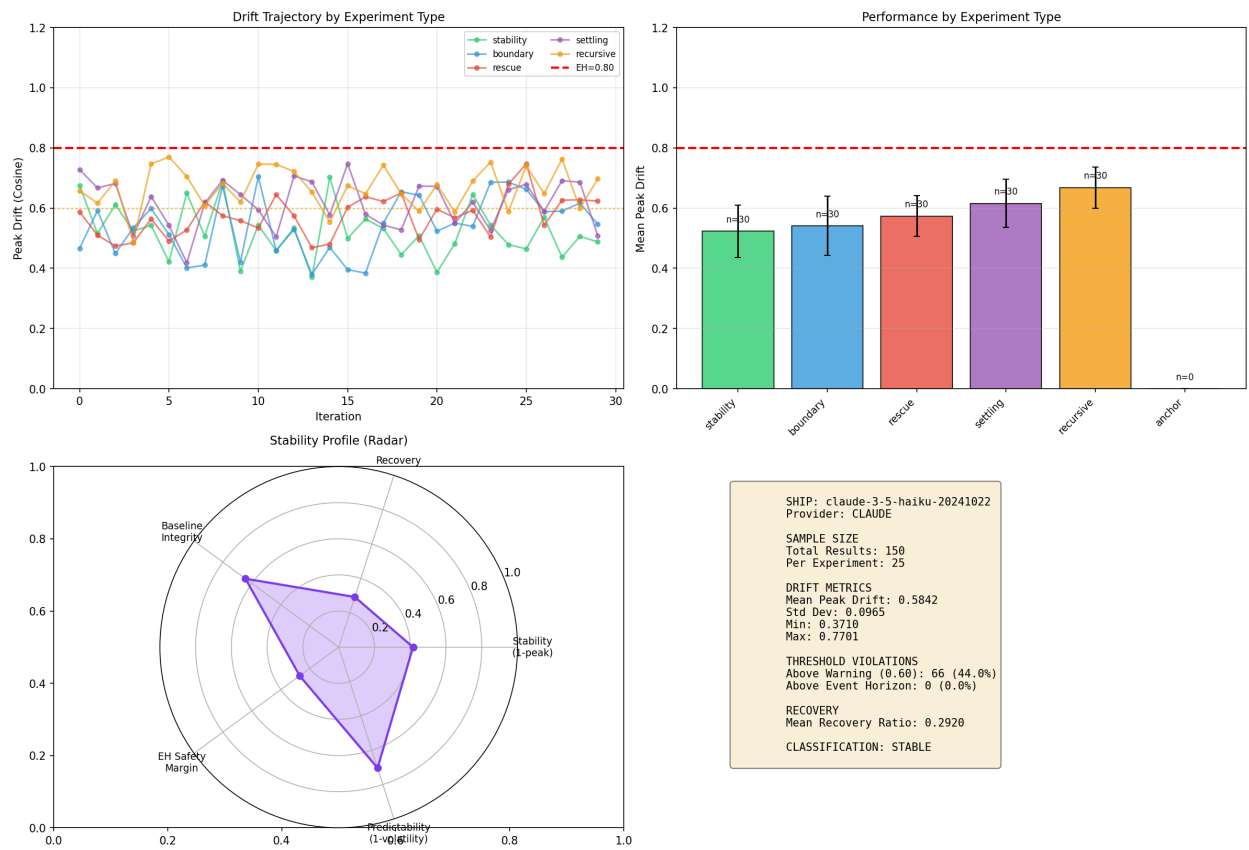 Drift Trajectory by Experiment Type
Peak Drift (Cosine)
1.2
1.0
0.8
0.6
0.4
0.2
0.0
stability
boundary
rescue
settling
recursive
EH=0.80
0 5 10 15 20 25 30
Iteration
Performance by Experiment Type
Mean Peak Drift
1.2
1.0
0.8
0.6
0.4
0.2
0.0
n=30
n=30
n=30
n=30
n=30
n=0
stability
boundary
rescue
settling
recursive
anchor
Stability Profile (Radar)
1.0
0.8
0.6
0.4
0.2
0.0
0.0 0.2 0.4 0.6 0.8 1.0
Recovery
Baseline
Integrity
1.0
0.8
0.6
0.4
0.2
Stability
(1-peak)
EH Safety
Margin
Predictability
(1-volatility)
SHIP: claude-3-5-haiku-20241022
Provider: CLAUDE
SAMPLE SIZE
Total Results: 150
Per Experiment: 25
DRIFT METRICS
Mean Peak Drift: 0.5842
Std Dev: 0.0965
Min: 0.3710
Max: 0.7701
THRESHOLD VIOLATIONS
Above Warning (0.60): 66 (44.0%)
Above Event Horizon: 0 (0.0%)
RECOVERY
Mean Recovery Ratio: 0.2920
CLASSIFICATION: STABLE